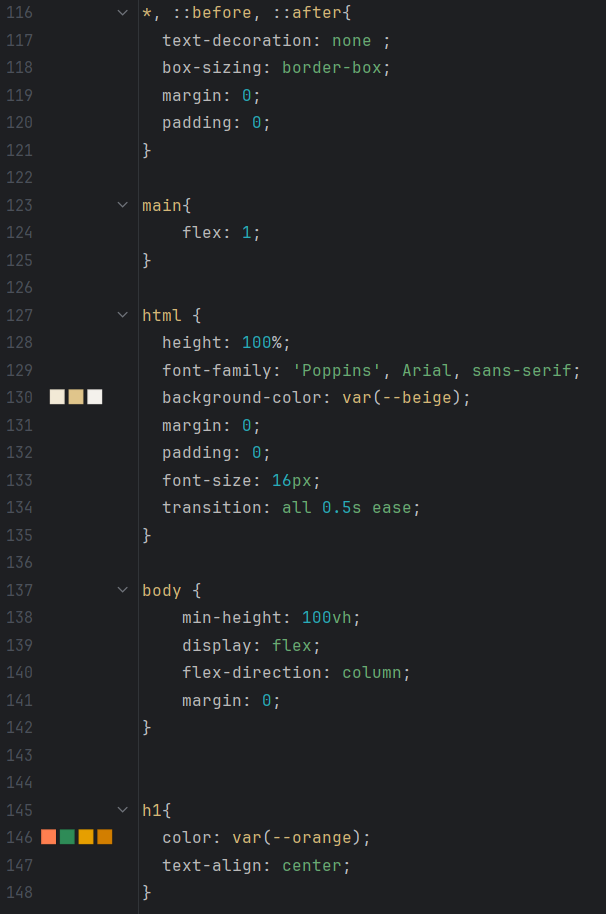 116 *, ::before, ::after{
117   text-decoration: none ;
118   box-sizing: border-box;
119   margin: 0;
120   padding: 0;
121 }
122
123 main{
124     flex: 1;
125 }
126
127 html {
128   height: 100%;
129   font-family: 'Poppins', Arial, sans-serif;
130   background-color: var(--beige);
131   margin: 0;
132   padding: 0;
133   font-size: 16px;
134   transition: all 0.5s ease;
135 }
136
137 body {
138     min-height: 100vh;
139     display: flex;
140     flex-direction: column;
141     margin: 0;
142 }
143
144
145 h1{
146   color: var(--orange);
147   text-align: center;
148 }